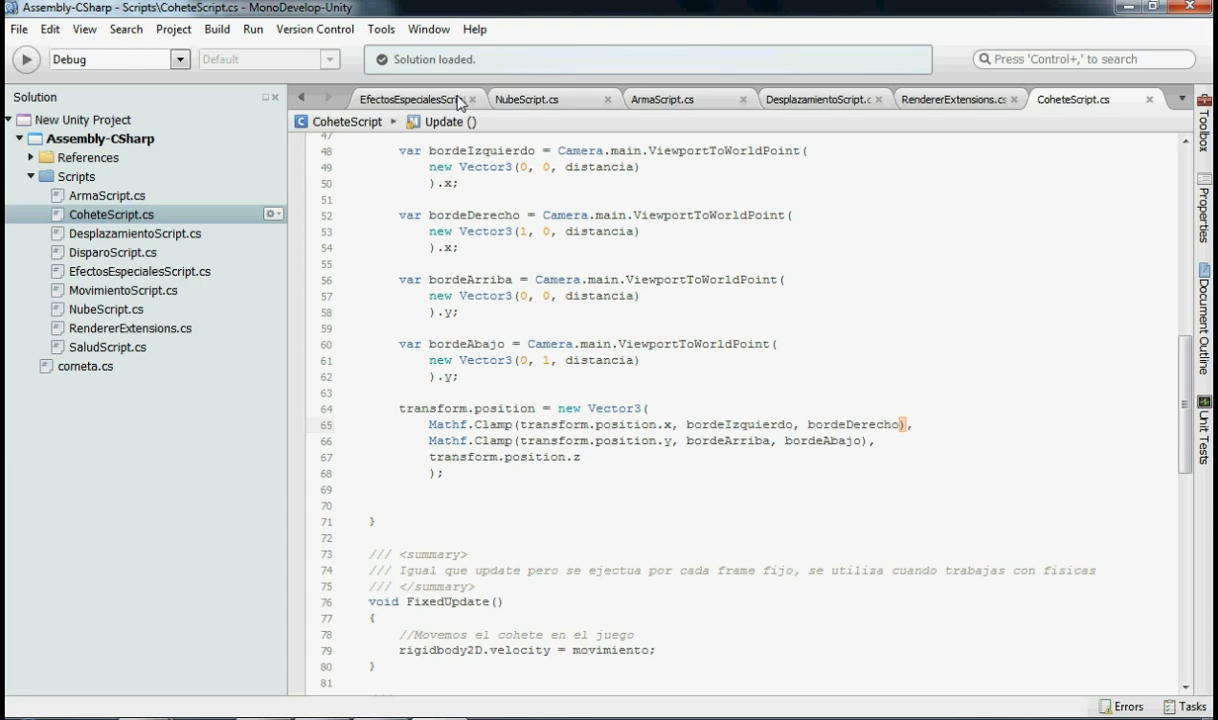 Assembly-CSharp - Scripts\CoheteScript.cs - MonoDevelop-Unity
File Edit View Search Project Build Run Version Control Tools Window Help
Debug Default Solution loaded. Press 'Control+,' to search
Solution
EfectosEspecialesScri NubeScript.cs ArmaScript.cs DesplazamientoScript.c RendererExtensions.cs CoheteScript.cs
New Unity Project
Assembly-CSharp
References
Scripts
ArmaScript.cs
CoheteScript.cs
DesplazamientoScript.cs
DisparoScript.cs
EfectosEspecialesScript.cs
MovimientoScript.cs
NubeScript.cs
RendererExtensions.cs
SaludScript.cs
cometa.cs
CoheteScript Update ()
47
48 var bordeIzquierdo = Camera.main.ViewportToWorldPoint(
49 new Vector3(0, 0, distancia)
50 ).x;
51
52 var bordeDerecho = Camera.main.ViewportToWorldPoint(
53 new Vector3(1, 0, distancia)
54 ).x;
55
56 var bordeArriba = Camera.main.ViewportToWorldPoint(
57 new Vector3(0, 0, distancia)
58 ).y;
59
60 var bordeAbajo = Camera.main.ViewportToWorldPoint(
61 new Vector3(0, 1, distancia)
62 ).y;
63
64 transform.position = new Vector3(
65 Mathf.Clamp(transform.position.x, bordeIzquierdo, bordeDerecho),
66 Mathf.Clamp(transform.position.y, bordeArriba, bordeAbajo),
67 transform.position.z
68 );
69
70
71 }
72
73 /// <summary>
74 /// Igual que update pero se ejectua por cada frame fijo, se utiliza cuando trabajas con fisicas
75 /// </summary>
76 void FixedUpdate()
77 {
78 //Movemos el cohete en el juego
79 rigidbody2D.velocity = movimiento;
80 }
81
Toolbox
Properties
Document Outline
Unit Tests
Errors Tasks